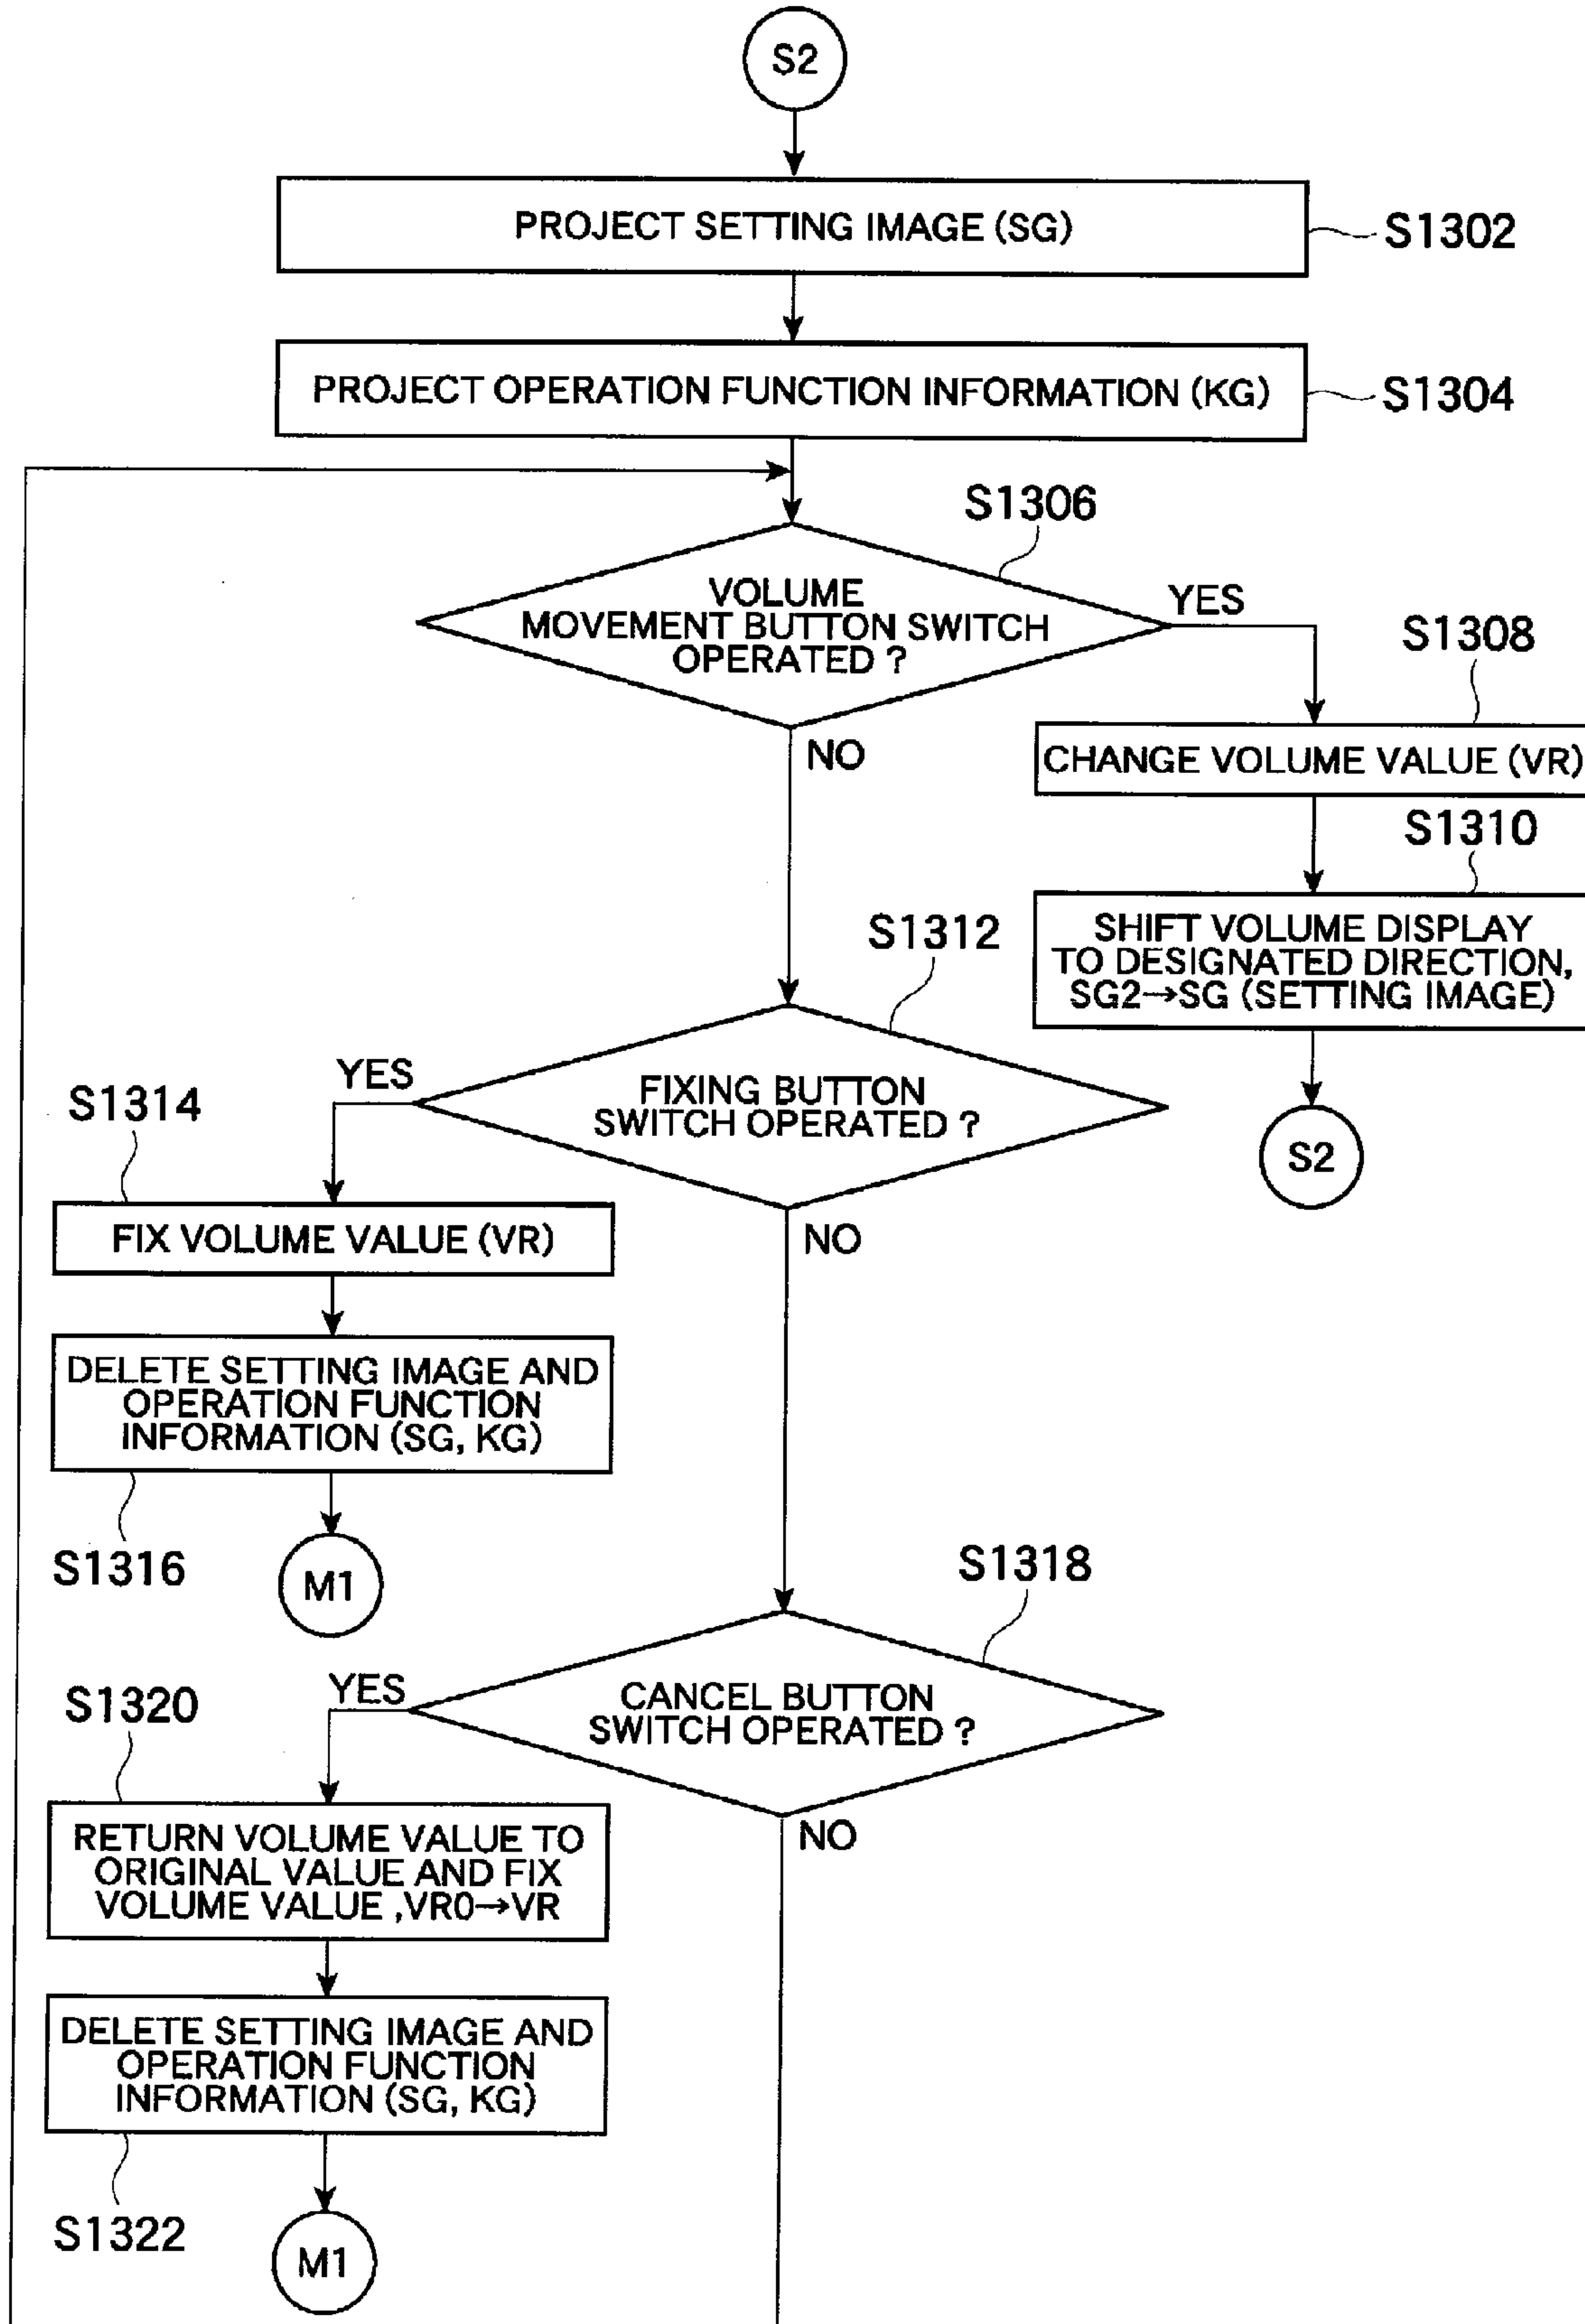 S2
PROJECT SETTING IMAGE (SG)
S1302
PROJECT OPERATION FUNCTION INFORMATION (KG)
S1304
S1306
VOLUME
MOVEMENT BUTTON SWITCH
OPERATED ?
YES
NO
S1308
CHANGE VOLUME VALUE (VR)
S1310
SHIFT VOLUME DISPLAY
TO DESIGNATED DIRECTION,
SG2→SG (SETTING IMAGE)
S2
S1312
FIXING BUTTON
SWITCH OPERATED ?
YES
NO
S1314
FIX VOLUME VALUE (VR)
DELETE SETTING IMAGE AND
OPERATION FUNCTION
INFORMATION (SG, KG)
S1316
M1
S1318
CANCEL BUTTON
SWITCH OPERATED ?
YES
NO
S1320
RETURN VOLUME VALUE TO
ORIGINAL VALUE AND FIX
VOLUME VALUE ,VR0→VR
DELETE SETTING IMAGE AND
OPERATION FUNCTION
INFORMATION (SG, KG)
S1322
M1